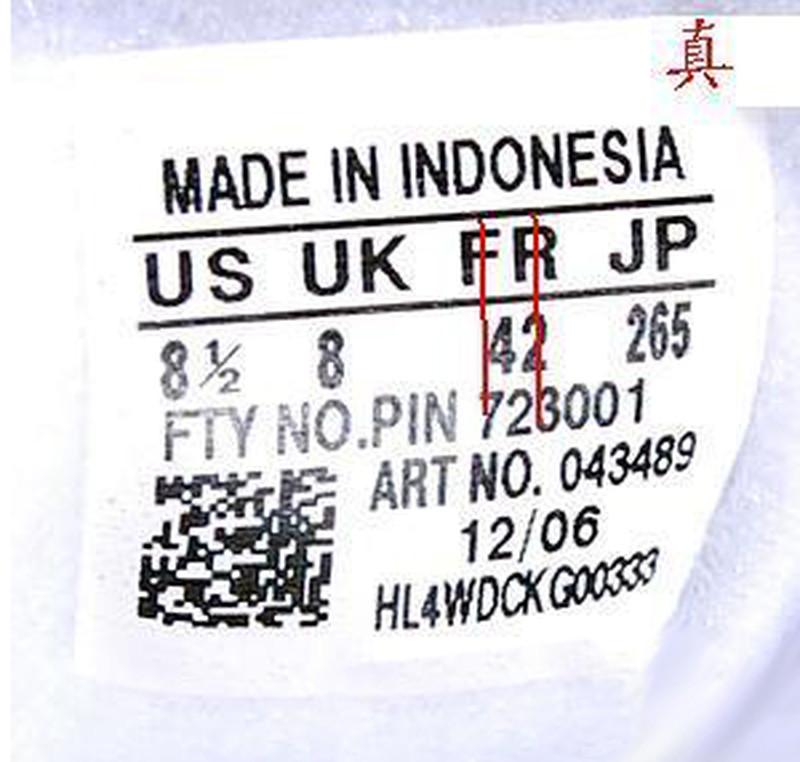 真
MADE IN INDONESIA
US UK FR JP
8½ 8 42 265
FTY NO.PIN 723001
ART NO. 043489
12/06
HL4WDCKG00333